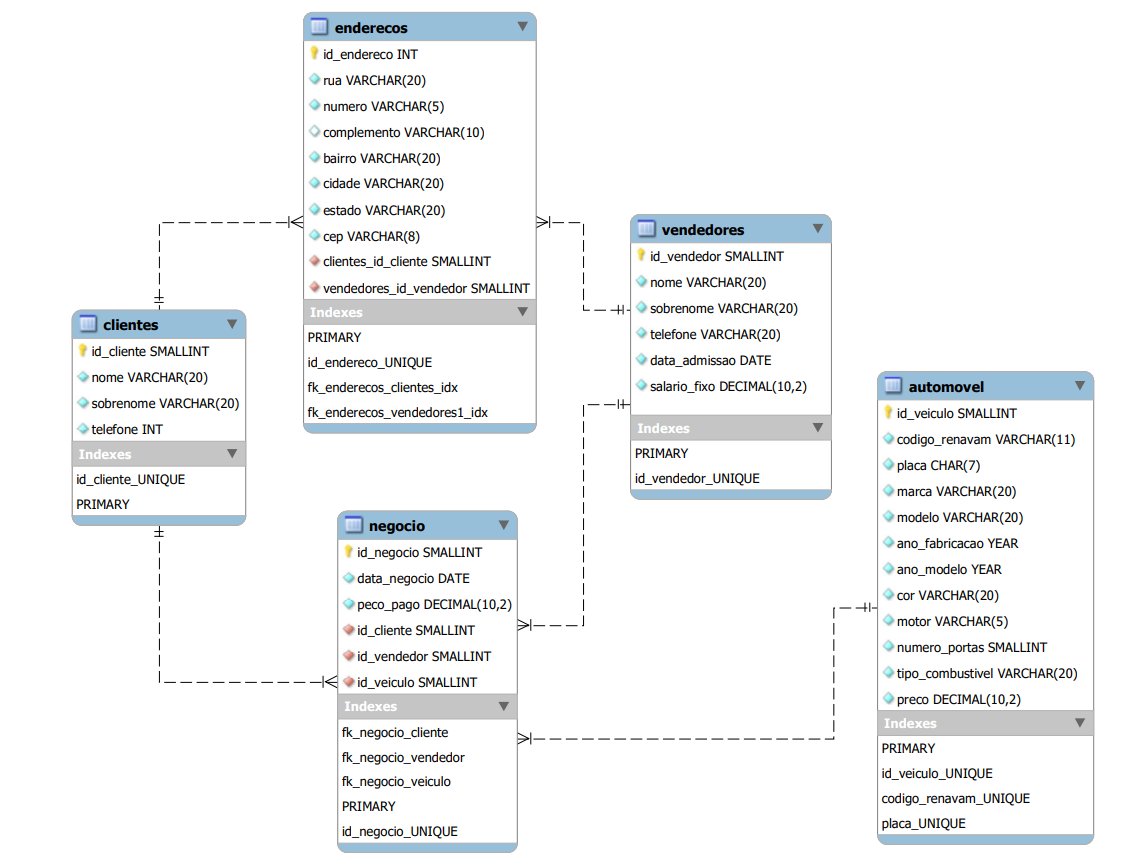 enderecos
id_endereco INT
rua VARCHAR(20)
numero VARCHAR(5)
complemento VARCHAR(10)
bairro VARCHAR(20)
cidade VARCHAR(20)
estado VARCHAR(20)
cep VARCHAR(8)
clientes_id_cliente SMALLINT
vendedores_id_vendedor SMALLINT
Indexes
PRIMARY
id_endereco_UNIQUE
fk_enderecos_clientes_idx
fk_enderecos_vendedores1_idx
vendedores
id_vendedor SMALLINT
nome VARCHAR(20)
sobrenome VARCHAR(20)
telefone VARCHAR(20)
data_admissao DATE
salario_fixo DECIMAL(10,2)
Indexes
PRIMARY
id_vendedor_UNIQUE
clientes
id_cliente SMALLINT
nome VARCHAR(20)
sobrenome VARCHAR(20)
telefone INT
Indexes
id_cliente_UNIQUE
PRIMARY
automovel
id_veiculo SMALLINT
codigo_renavam VARCHAR(11)
placa CHAR(7)
marca VARCHAR(20)
modelo VARCHAR(20)
ano_fabricacao YEAR
ano_modelo YEAR
cor VARCHAR(20)
motor VARCHAR(5)
numero_portas SMALLINT
tipo_combustivel VARCHAR(20)
preco DECIMAL(10,2)
Indexes
PRIMARY
id_veiculo_UNIQUE
codigo_renavam_UNIQUE
placa_UNIQUE
negocio
id_negocio SMALLINT
data_negocio DATE
peco_pago DECIMAL(10,2)
id_cliente SMALLINT
id_vendedor SMALLINT
id_veiculo SMALLINT
Indexes
fk_negocio_cliente
fk_negocio_vendedor
fk_negocio_veiculo
PRIMARY
id_negocio_UNIQUE